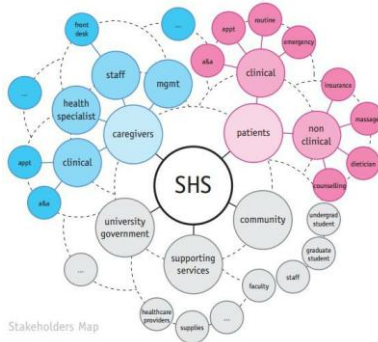 front
desk
...
staff
mgmt
health
specialist
...
caregivers
clinical
appt
a&a
appt
routine
emergency
a&a
clinical
patients
non
clinical
insurance
massage
dietician
counselling
SHS
university
government
supporting
services
community
undergrad
student
graduate
student
staff
faculty
...
supplies
healthcare
providers
...
Stakeholders Map